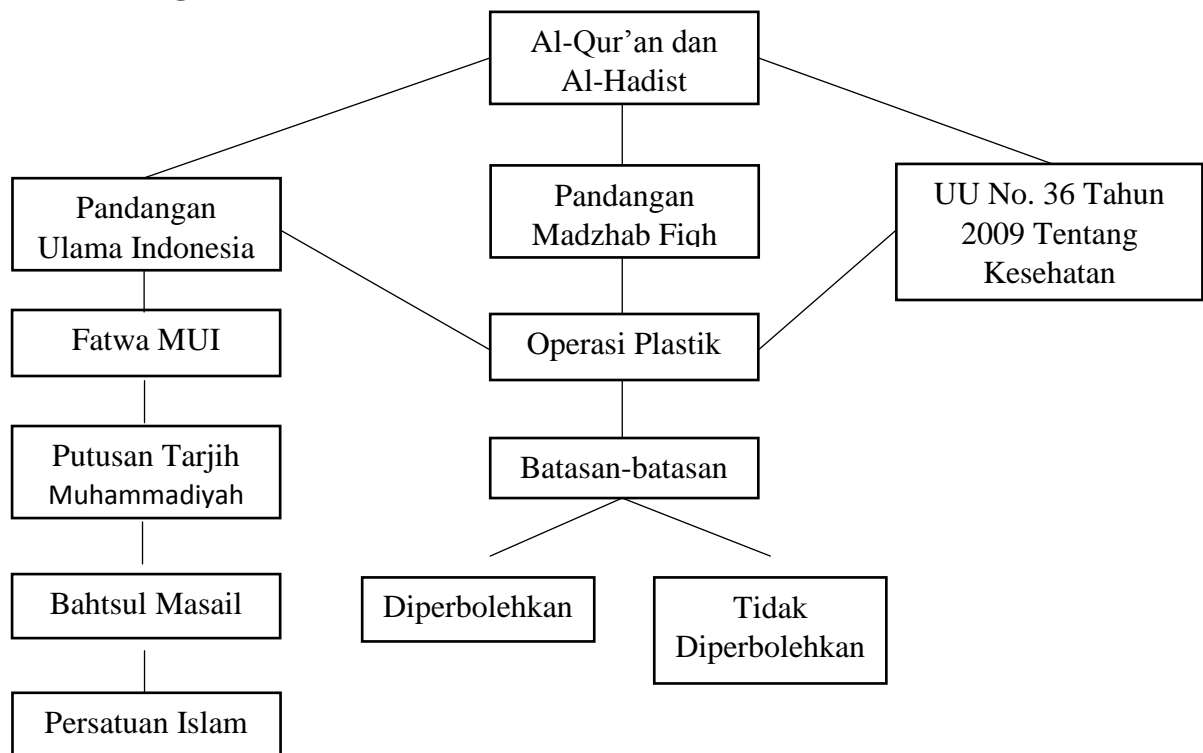 Al-Qur’an dan
Al-Hadist
Pandangan
Ulama Indonesia
Pandangan
Madzhab Fiqh
UU No. 36 Tahun
2009 Tentang
Kesehatan
Fatwa MUI
Operasi Plastik
Putusan Tarjih
Muhammadiyah
Batasan-batasan
Bahtsul Masail
Diperbolehkan
Tidak
Diperbolehkan
Persatuan Islam